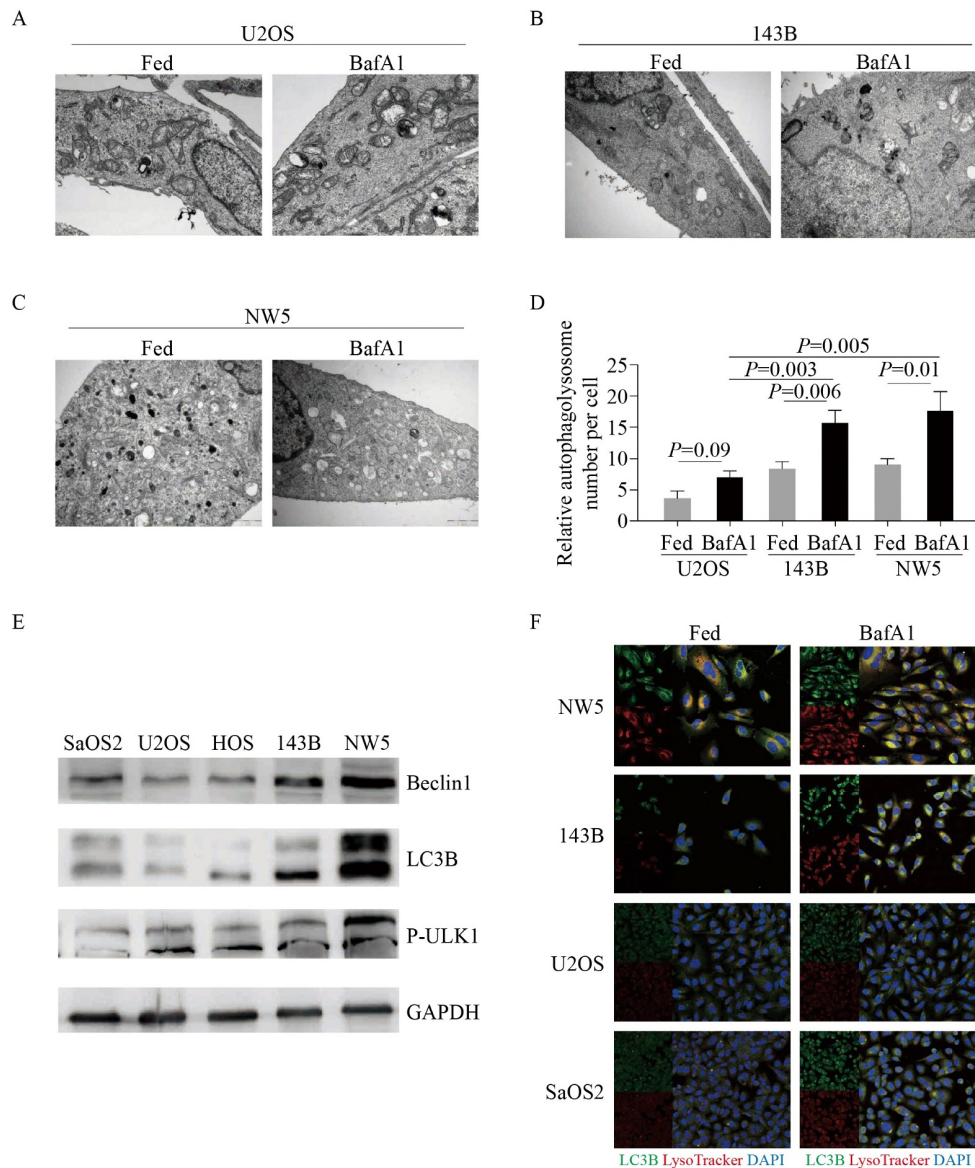 A
U2OS
Fed BafA1
B
143B
Fed BafA1
C
NW5
Fed BafA1
D
Relative autophagolysosome
number per cell
25
20
15
10
5
0
P=0.005
P=0.003
P=0.01
P=0.006
P=0.09
Fed BafA1 Fed BafA1 Fed BafA1
U2OS 143B NW5
E
SaOS2 U2OS HOS 143B NW5
Beclin1
LC3B
P-ULK1
GAPDH
F
Fed BafA1
NW5
143B
U2OS
SaOS2
LC3B LysoTracker DAPI LC3B LysoTracker DAPI